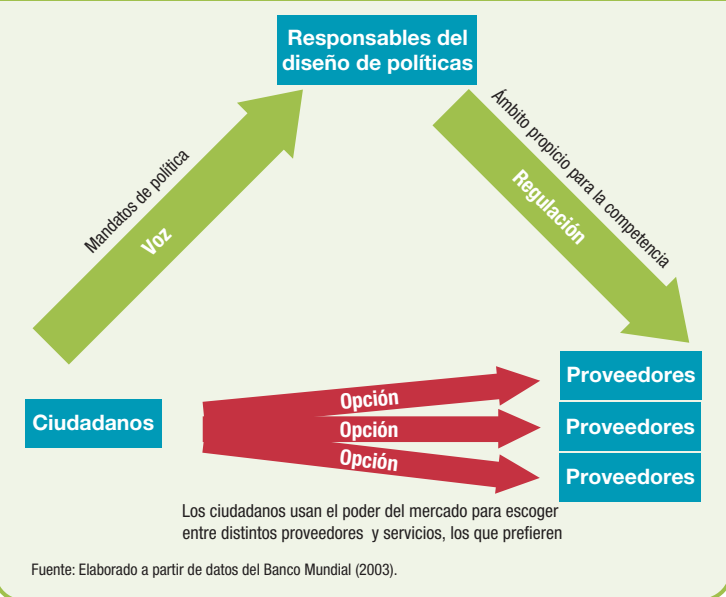 Responsables del
diseño de políticas
Mandatos de política
Voz
Ámbito propicio para la competencia
Regulación
Ciudadanos
Opción
Opción
Opción
Proveedores
Proveedores
Proveedores
Los ciudadanos usan el poder del mercado para escoger
entre distintos proveedores y servicios, los que prefieren
Fuente: Elaborado a partir de datos del Banco Mundial (2003).